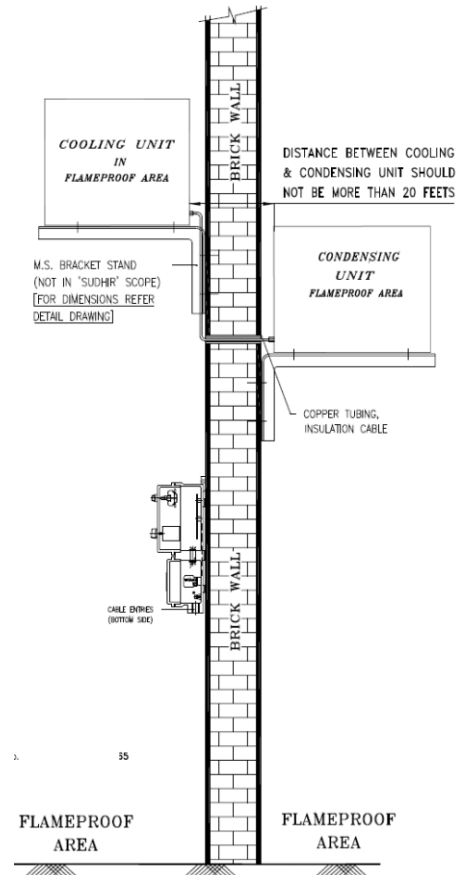 BRICK WALL
COOLING UNIT
IN
FLAMEPROOF AREA
DISTANCE BETWEEN COOLING
& CONDENSING UNIT SHOULD
NOT BE MORE THAN 20 FEETS
M.S. BRACKET STAND
(NOT IN 'SUDHIR' SCOPE)
[FOR DIMENSIONS REFER
DETAIL DRAWING]
CONDENSING
UNIT
FLAMEPROOF AREA
COPPER TUBING,
INSULATION CABLE
CABLE ENTRIES
(BOTTOM SIDE)
BRICK WALL
55
FLAMEPROOF
AREA
FLAMEPROOF
AREA